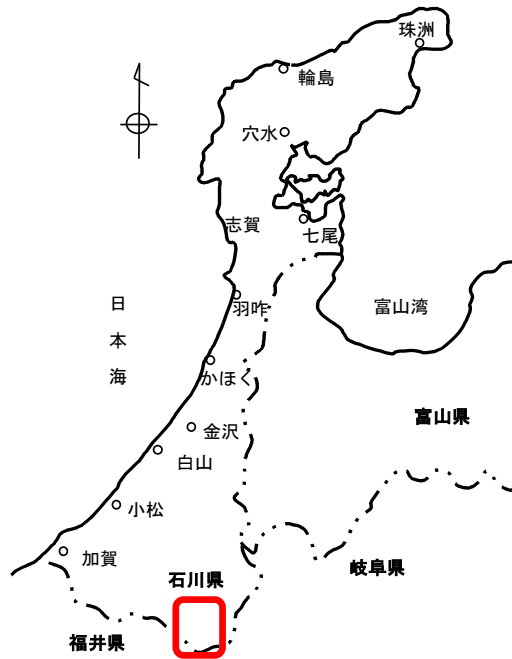 珠洲
輪島
穴水
志賀
七尾
羽咋
富山湾
日本海
かほく
富山県
金沢
白山
小松
加賀
岐阜県
石川県
福井県